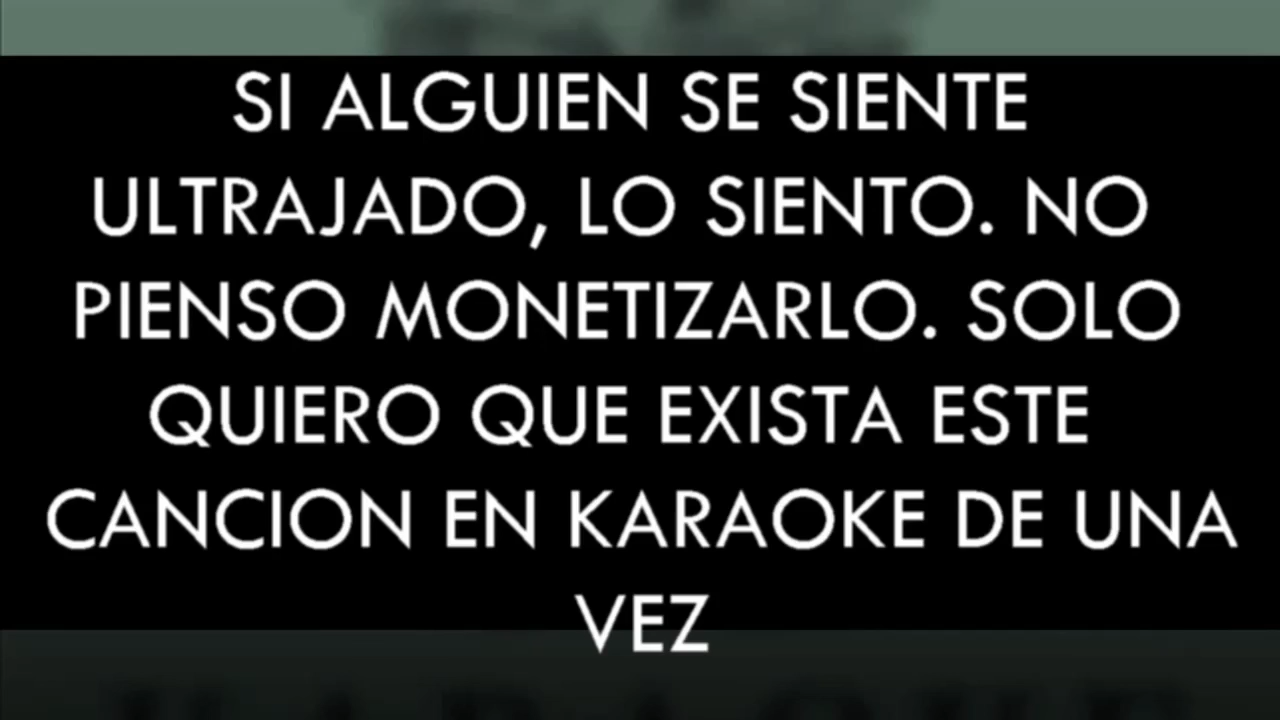 SI ALGUIEN SE SIENTE
ULTRAJADO, LO SIENTO. NO
PIENSO MONETIZARLO. SOLO
QUIERO QUE EXISTA ESTE
CANCION EN KARAOKE DE UNA
VEZ